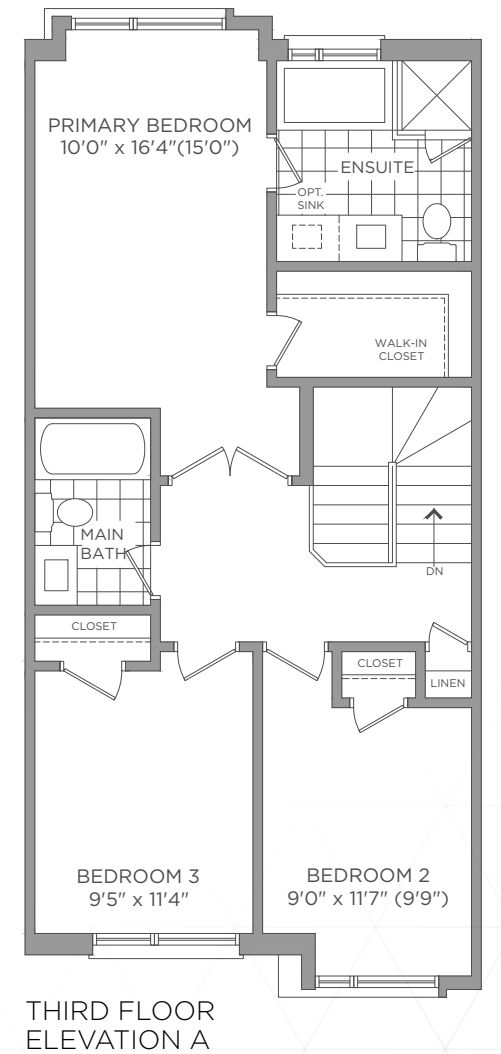 PRIMARY BEDROOM
10'0" x 16'4"(15'0")
ENSUITE
OPT.
SINK
WALK-IN
CLOSET
MAIN
BATH
DN
CLOSET
CLOSET
LINEN
BEDROOM 3
9'5" x 11'4"
BEDROOM 2
9'0" x 11'7" (9'9")
THIRD FLOOR
ELEVATION A